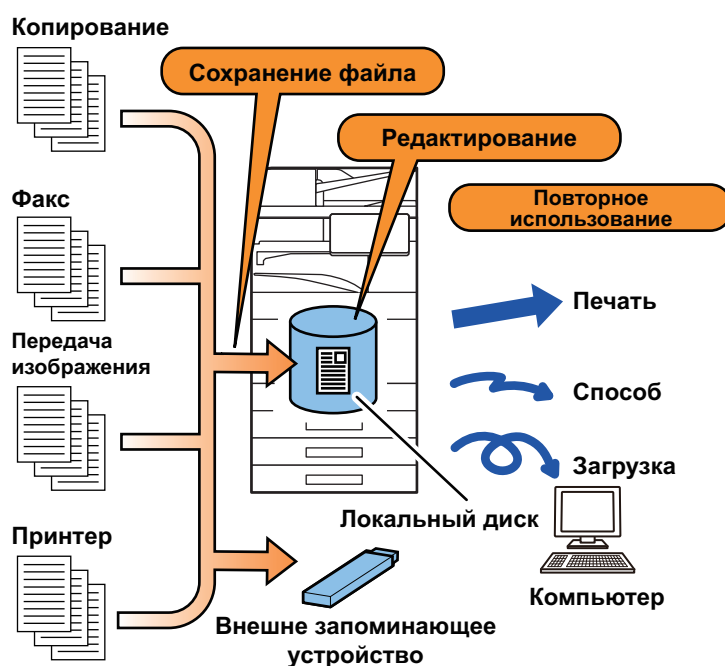 Копирование
Сохранение файла
Редактирование
Факс
Повторное
использование
Печать
Передача
изображения
Способ
Загрузка
Локальный диск
Принтер
Компьютер
Внешне запоминающее
устройство